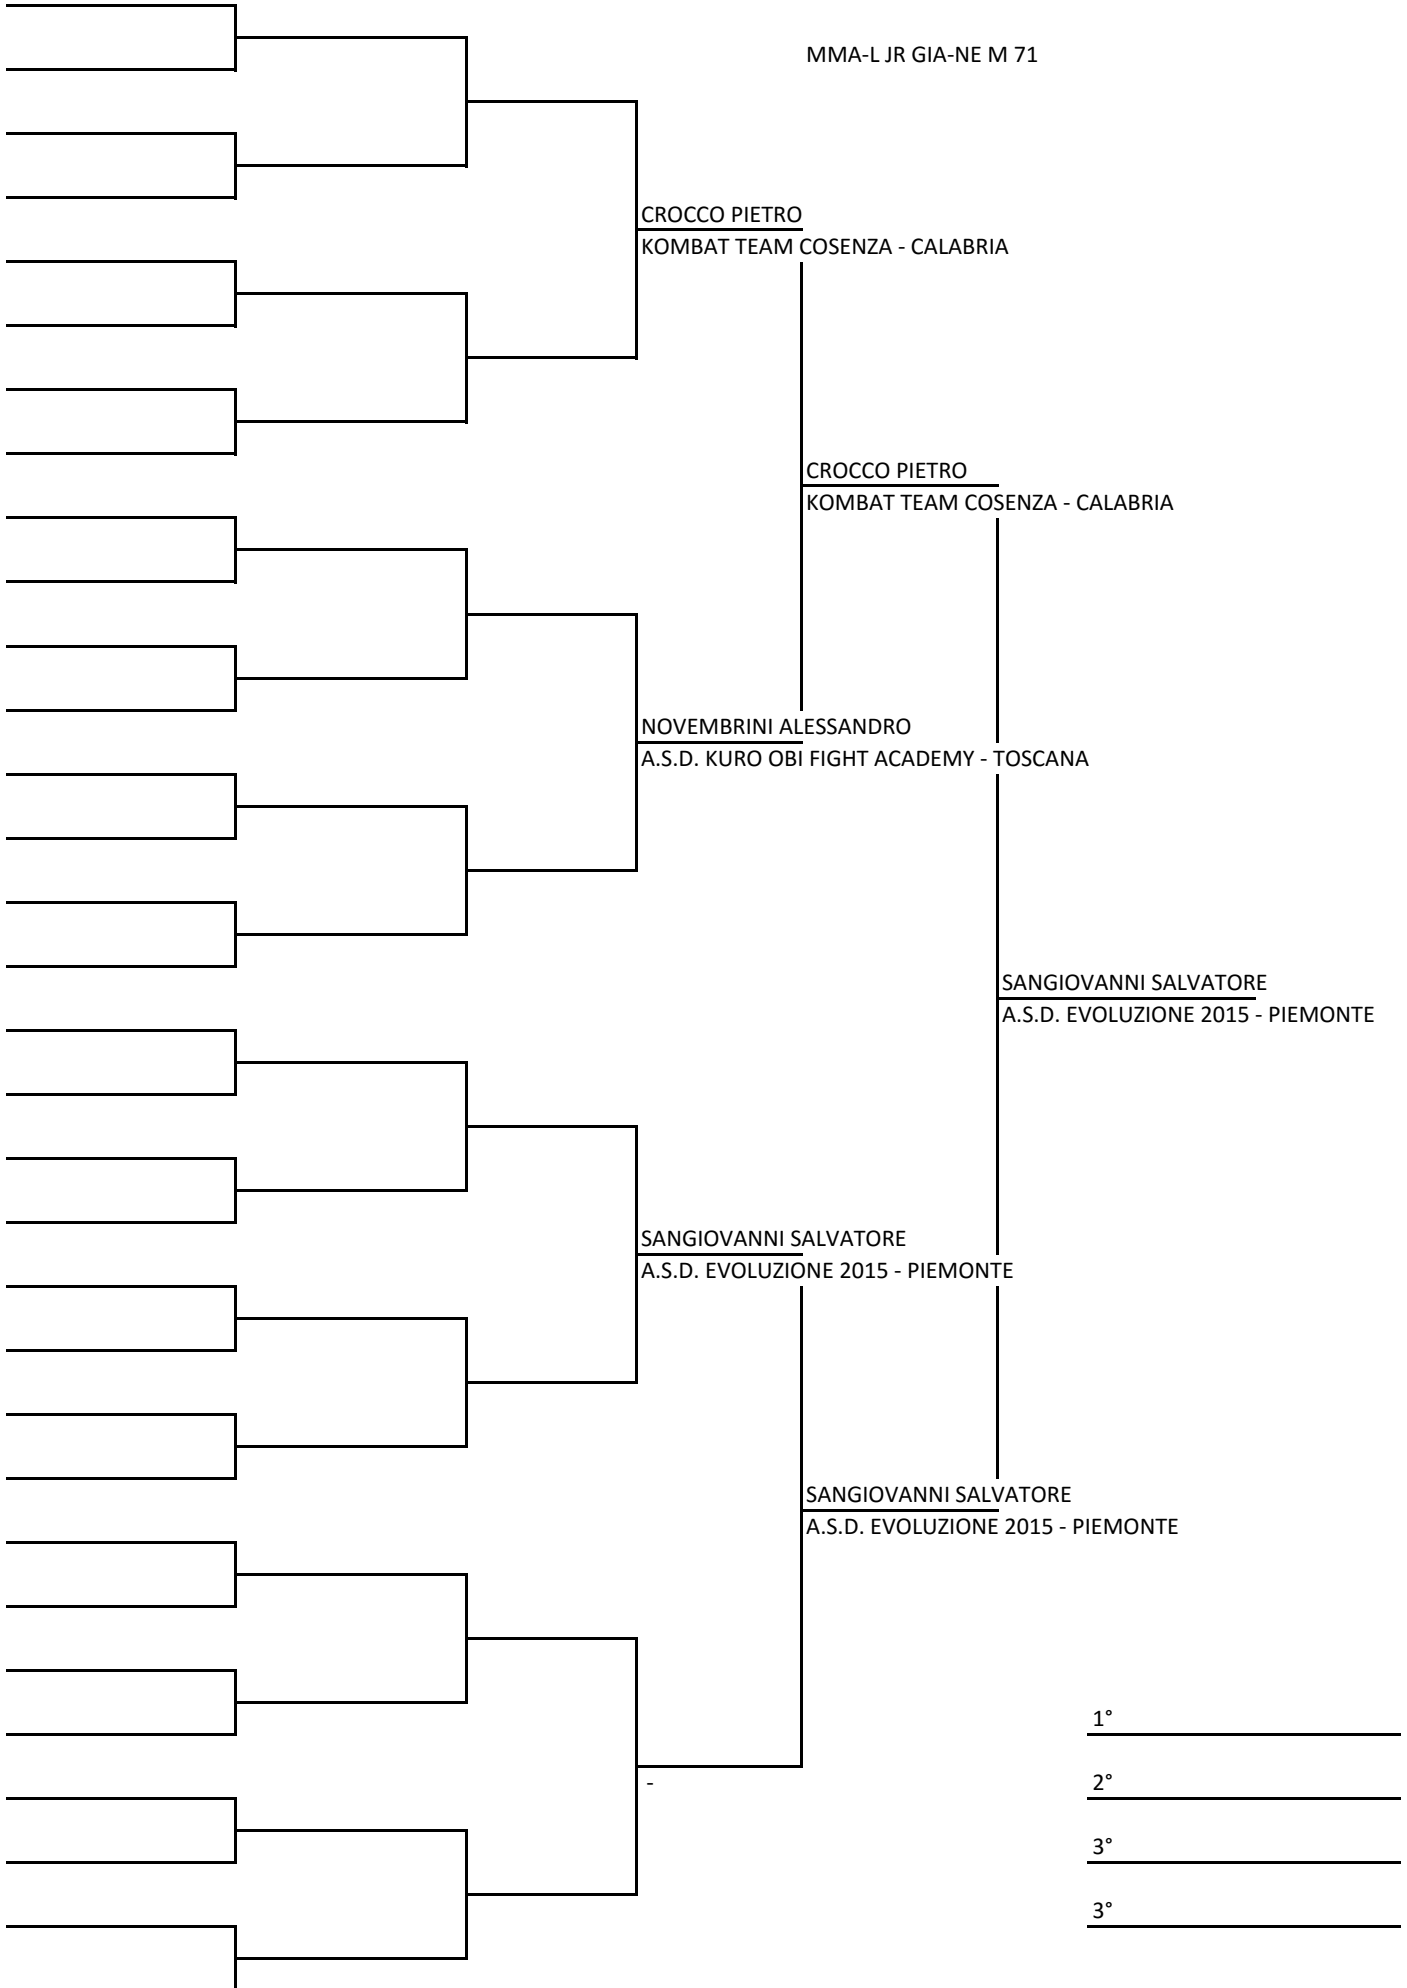 MMA-L JR GIA-NE M 71
CROCCO PIETRO
KOMBAT TEAM COSENZA - CALABRIA
CROCCO PIETRO
KOMBAT TEAM COSENZA - CALABRIA
NOVEMBRINI ALESSANDRO
A.S.D. KURO OBI FIGHT ACADEMY - TOSCANA
SANGIOVANNI SALVATORE
A.S.D. EVOLUZIONE 2015 - PIEMONTE
SANGIOVANNI SALVATORE
A.S.D. EVOLUZIONE 2015 - PIEMONTE
SANGIOVANNI SALVATORE
A.S.D. EVOLUZIONE 2015 - PIEMONTE
1°
-
2°
3°
3°